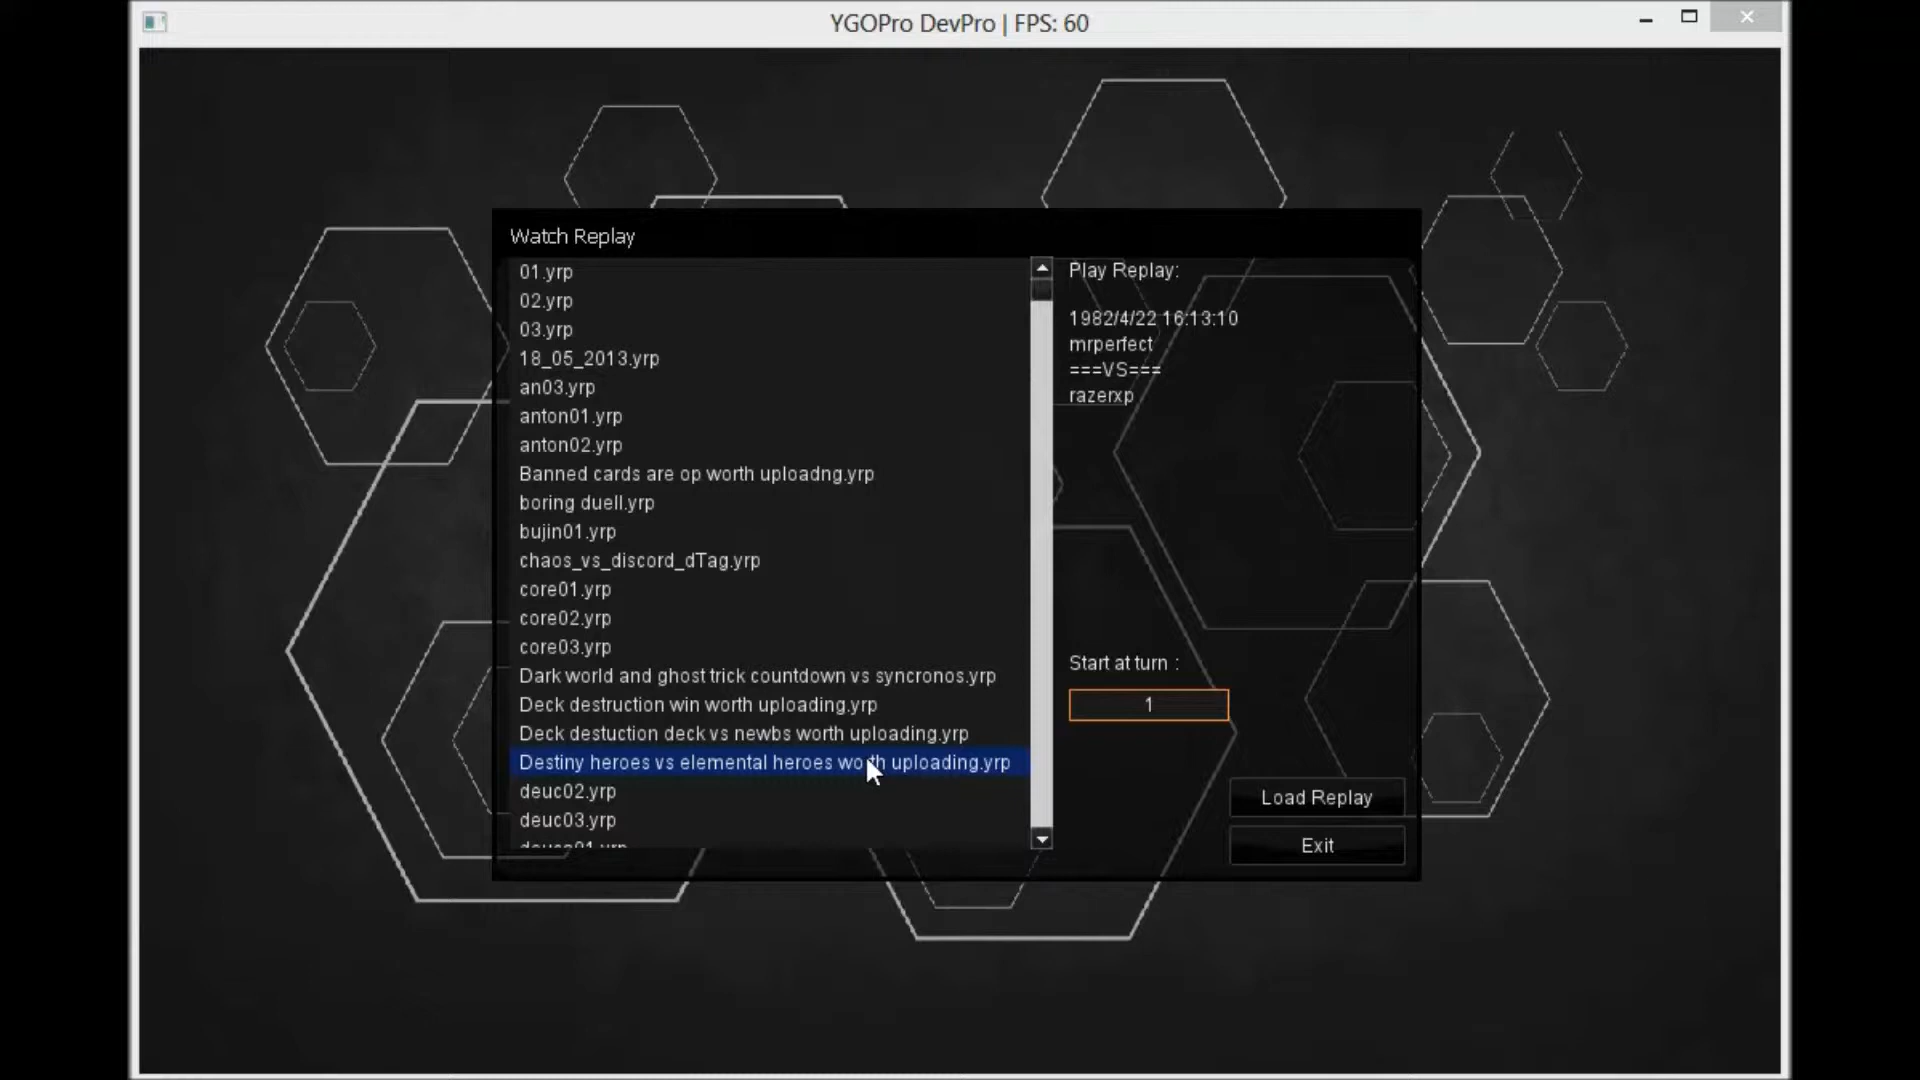 YGOPro DevPro | FPS: 60
Watch Replay
01.yrp
02.yrp
03.yrp
18_05_2013.yrp
an03.yrp
anton01.yrp
anton02.yrp
Banned cards are op worth uploadng.yrp
boring duell.yrp
bujin01.yrp
chaos_vs_discord_dTag.yrp
core01.yrp
core02.yrp
core03.yrp
Dark world and ghost trick countdown vs syncronos.yrp
Deck destruction win worth uploading.yrp
Deck destuction deck vs newbs worth uploading.yrp
Destiny heroes vs elemental heroes worth uploading.yrp
deuc02.yrp
deuc03.yrp
Play Replay:
1982/4/22 16:13:10
mrperfect
===VS===
razerxp
Start at turn :
1
Load Replay
Exit